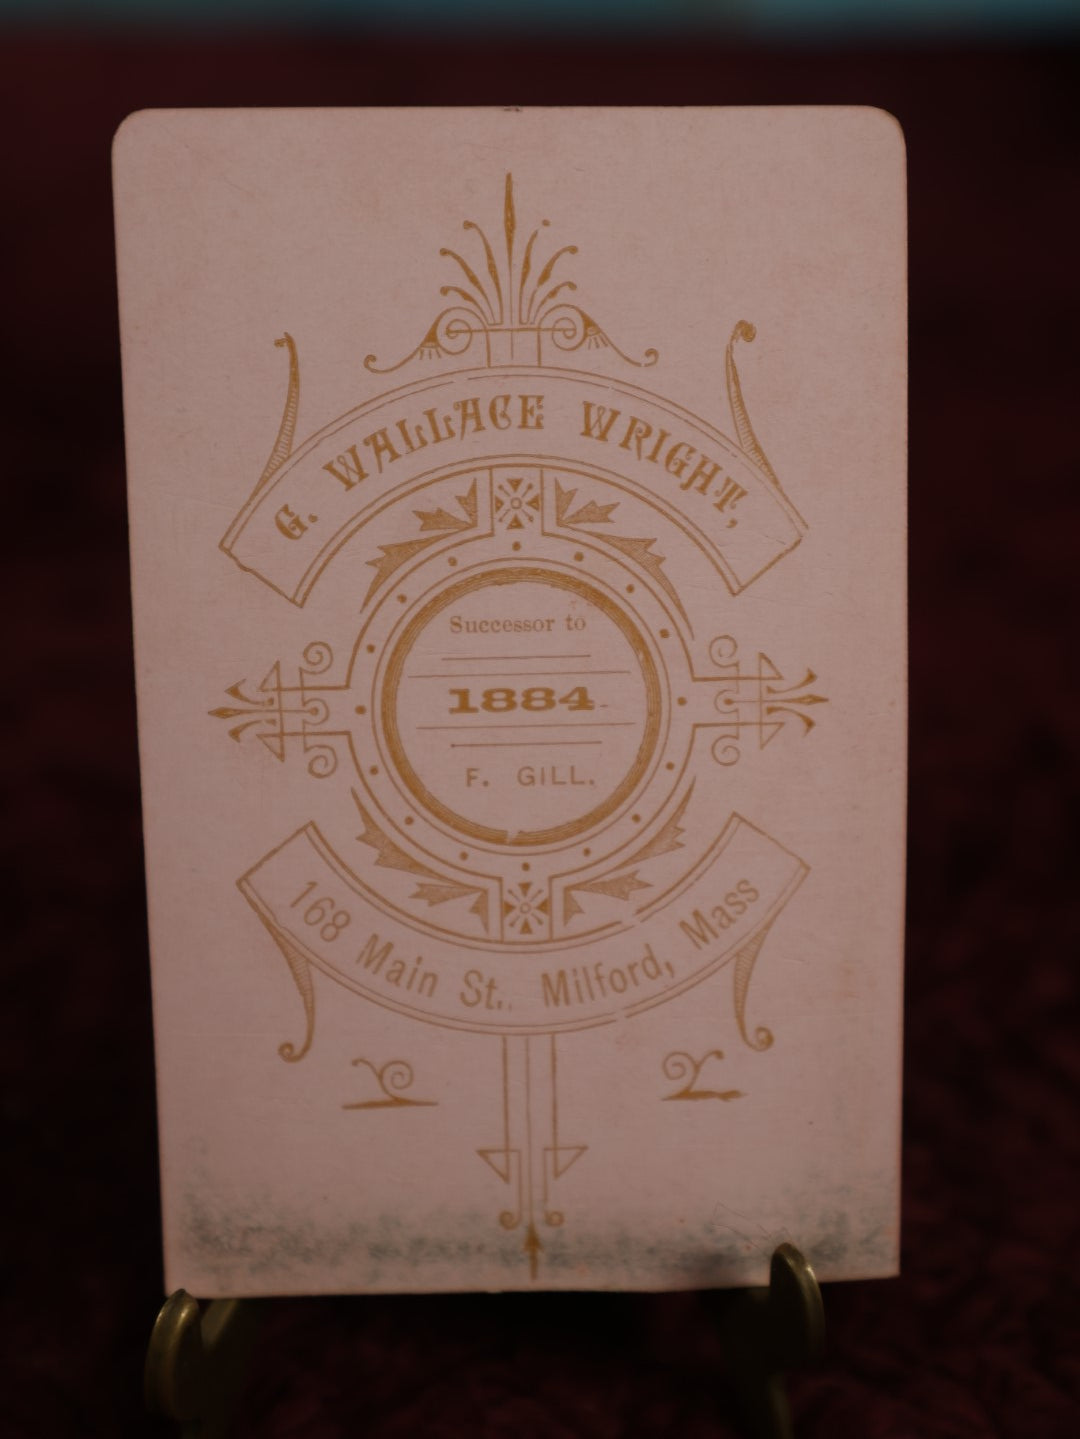 G. WALLACE WRIGHT,
Successor to
1884
F. GILL.
168 Main St., Milford, Mass